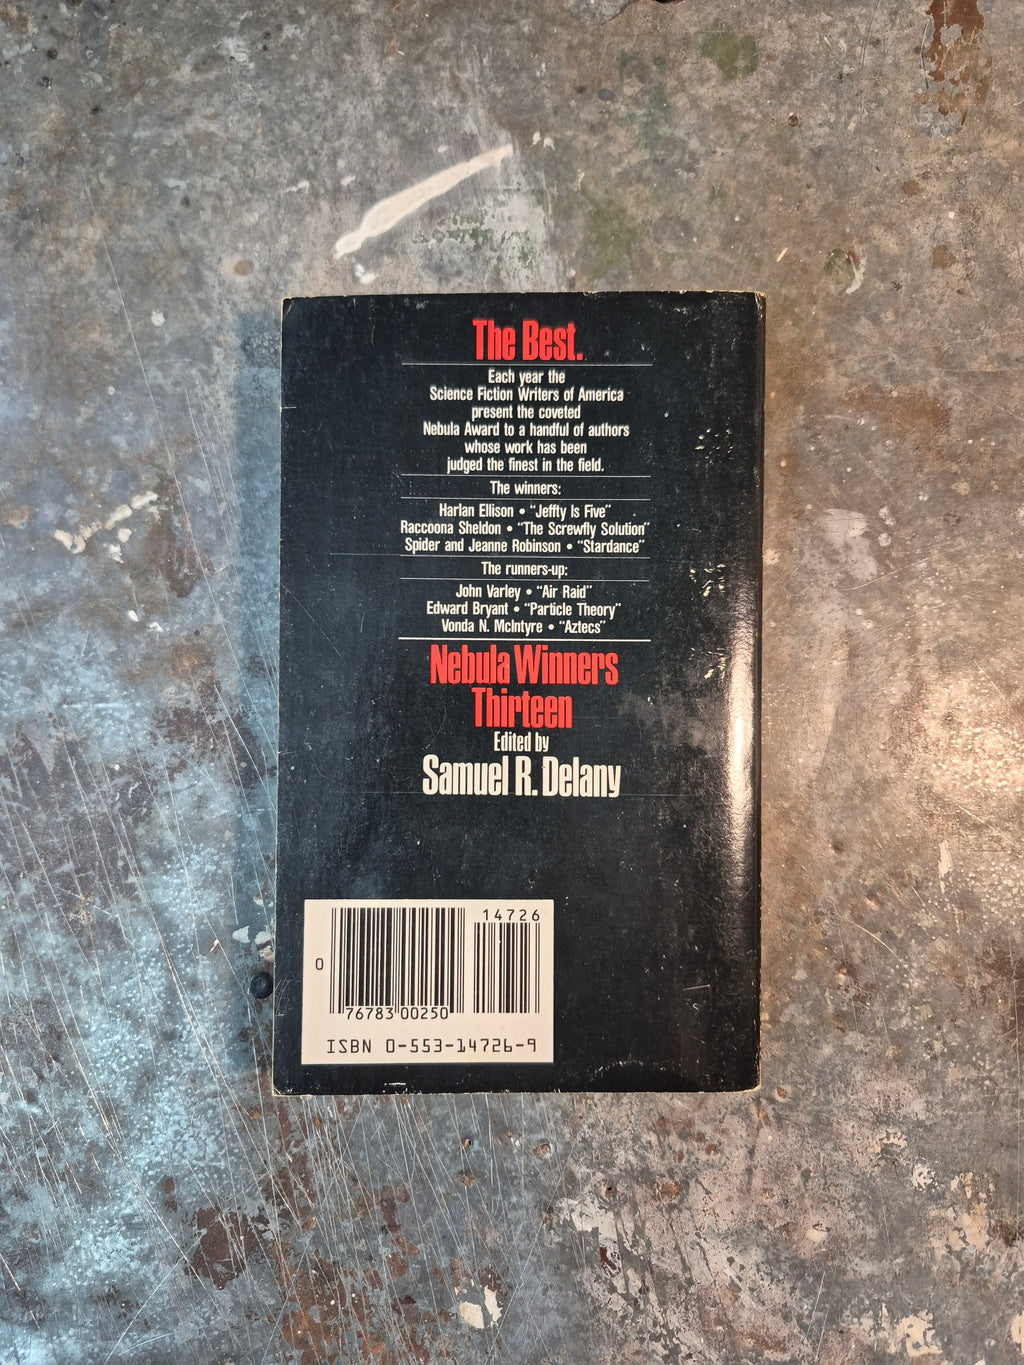 The Best.
Each year the
Science Fiction Writers of America
present the coveted
Nebula Award to a handful of authors
whose work has been
judged the finest in the field.
The winners:
Harlan Ellison • "Jeffty Is Five"
Raccoona Sheldon • "The Screwfly Solution"
Spider and Jeanne Robinson • "Stardance"
The runners-up:
John Varley • "Air Raid"
Edward Bryant • "Particle Theory"
Vonda N. McIntyre • "Aztecs"
Nebula Winners
Thirteen
Edited by
Samuel R. Delany
14726
0
76783 00250
ISBN 0-553-14726-9